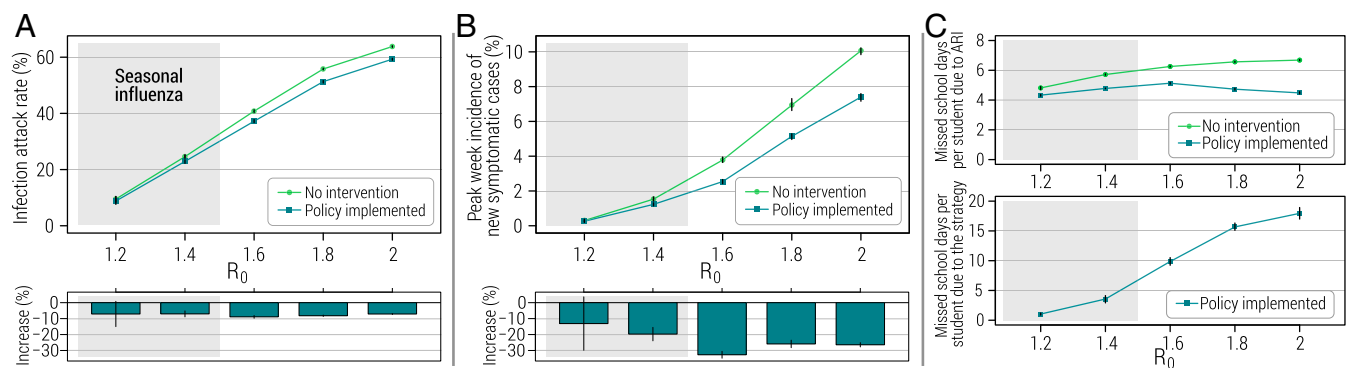 A
Infection attack rate (%)
60
40
20
0
Seasonal
influenza
No intervention
Policy implemented
1.2 1.4 1.6 1.8 2
R0
Increase (%)
0
−10
−20
−30
B
Peak week incidence of
new symptomatic cases (%)
10
8
6
4
2
0
No intervention
Policy implemented
1.2 1.4 1.6 1.8 2
R0
Increase (%)
0
−10
−20
−30
C
Missed school days
per student due to ARI
8
6
4
2
0
No intervention
Policy implemented
1.2 1.4 1.6 1.8 2
Missed school days per
student due to the strategy
20
15
10
5
0
Policy implemented
1.2 1.4 1.6 1.8 2
R0